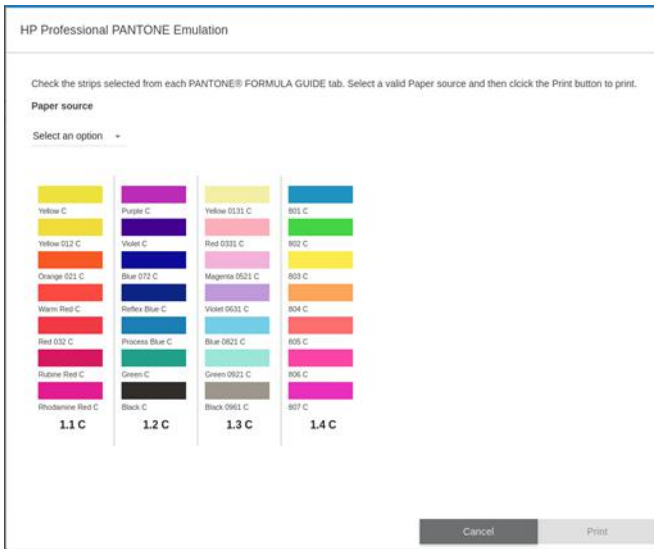 HP Professional PANTONE Emulation
Check the strips selected from each PANTONE® FORMULA GUIDE tab. Select a valid Paper source and then clcick the Print button to print.
Paper source
Select an option
Yellow C
Yellow 012 C
Orange 021 C
Warm Red C
Red 032 C
Rubine Red C
Rhodamine Red C
1.1 C
Purple C
Violet C
Blue 072 C
Reflex Blue C
Process Blue C
Green C
Black C
1.2 C
Yellow 0131 C
Red 0331 C
Magenta 0521 C
Violet 0631 C
Blue 0821 C
Green 0921 C
Black 0961 C
1.3 C
801 C
802 C
803 C
804 C
805 C
806 C
807 C
1.4 C
Cancel
Print